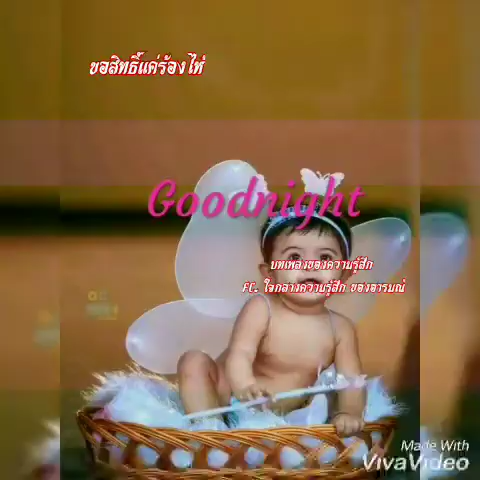 ขอสิทธิ์แค่ร้องไห่
Goodnight
บทเพลงของความรู้สึก
FC. ใจกลางความรู้สึก ของอารมณ์
Made With
VivaVideo